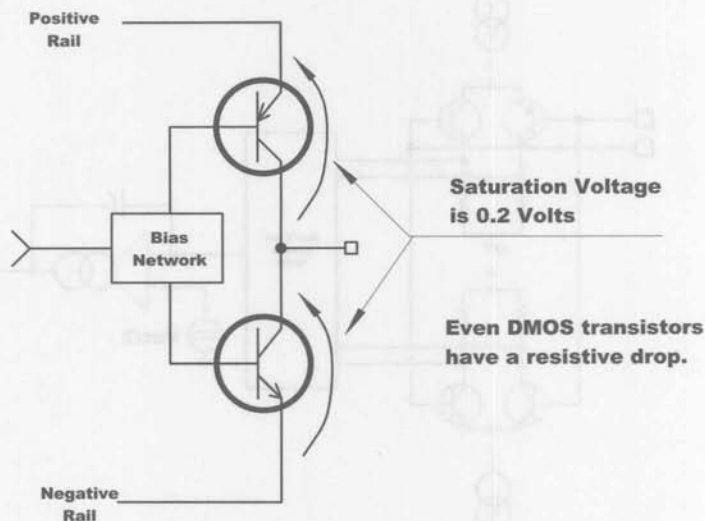 Positive
Rail
Bias
Network
Saturation Voltage
is 0.2 Volts
Even DMOS transistors
have a resistive drop.
Negative
Rail